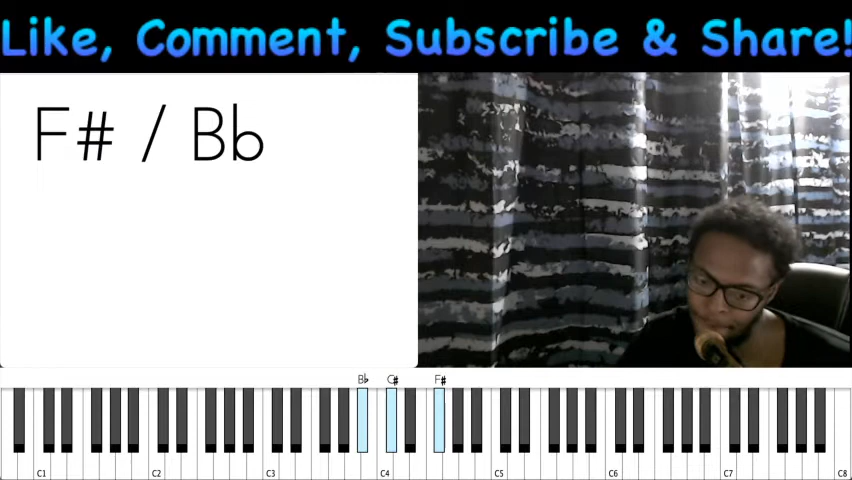 Like, Comment, Subscribe & Share!
F# / Bb
Bb C# F#
C1 C2 C3 C4 C5 C6 C7 C8